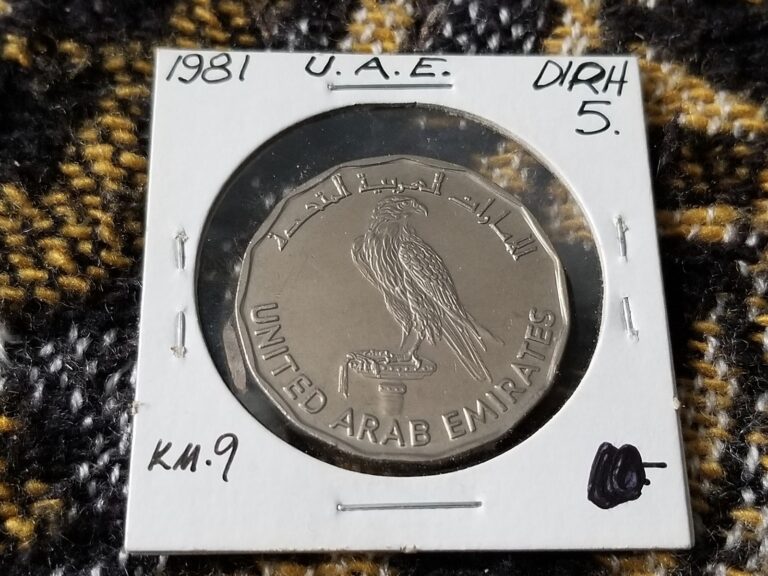 1981 U.A.E. DIRH
5.
الامارات العربية المتحدة
UNITED ARAB EMIRATES
KM.9